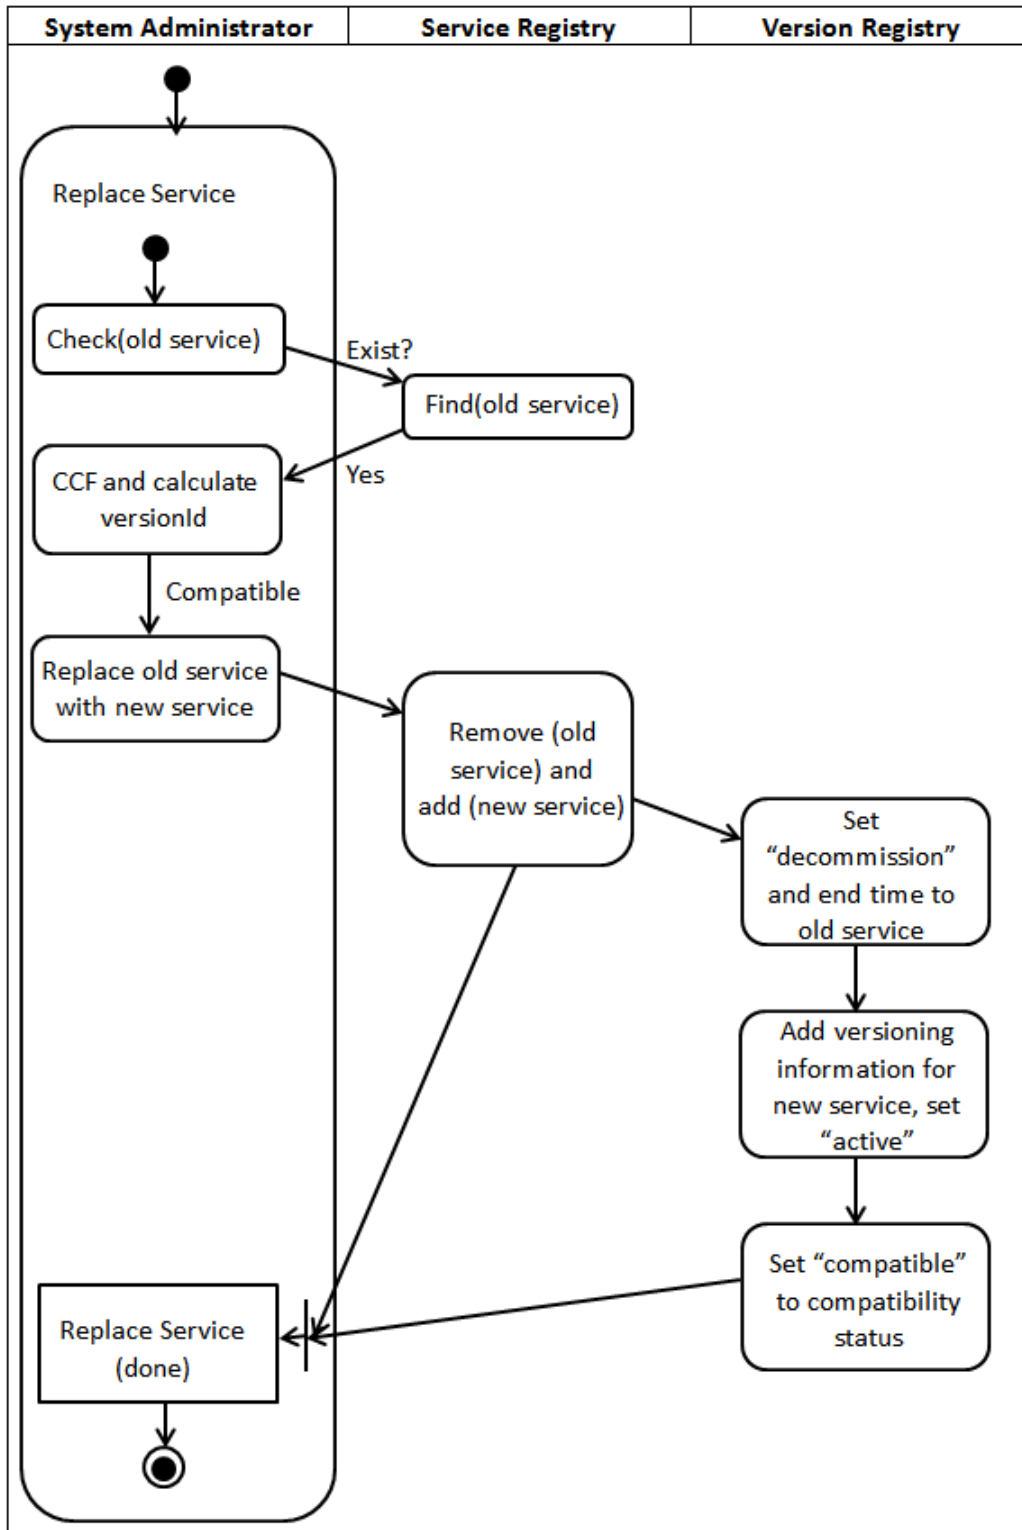 System Administrator
Service Registry
Version Registry
Replace Service
Check(old service)
Exist?
Find(old service)
CCF and calculate
versionId
Yes
Compatible
Replace old service
with new service
Remove (old
service) and
add (new service)
Set
“decommission”
and end time to
old service
Add versioning
information for
new service, set
“active”
Set “compatible”
to compatibility
status
Replace Service
(done)